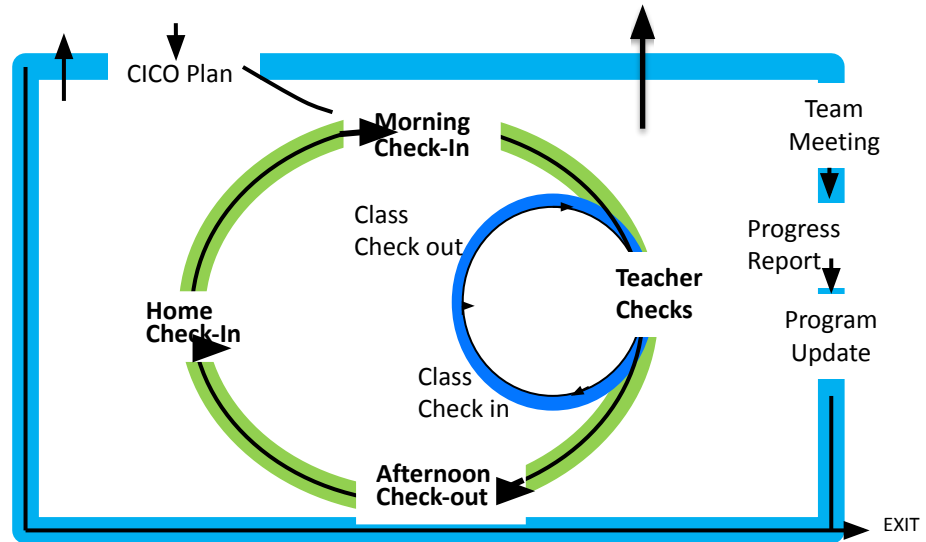 CICO Plan
Morning
Check-In
Team
Meeting
Class
Check out
Progress
Report
Teacher
Checks
Home
Check-In
Program
Update
Class
Check in
Afternoon
Check-out
EXIT